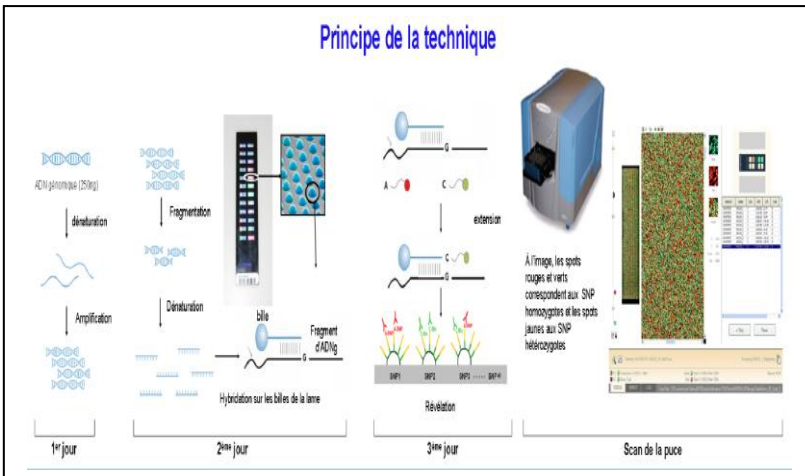 Principe de la technique
ADN génomique (250ng)
dénaturation
Amplification
1er jour
Fragmentation
Dénaturation
bille
Fragment
d'ADNg
G
Hybridation sur les billes de la lame
2ème jour
G
A
C
extension
C
G
SNP1
SNP2
SNP3
Révélation
3ème jour
À l'image, les spots
rouges et verts
correspondent aux SNP
homozygotes et les spots
jaunes aux SNP
hétérozygotes
Scan de la puce